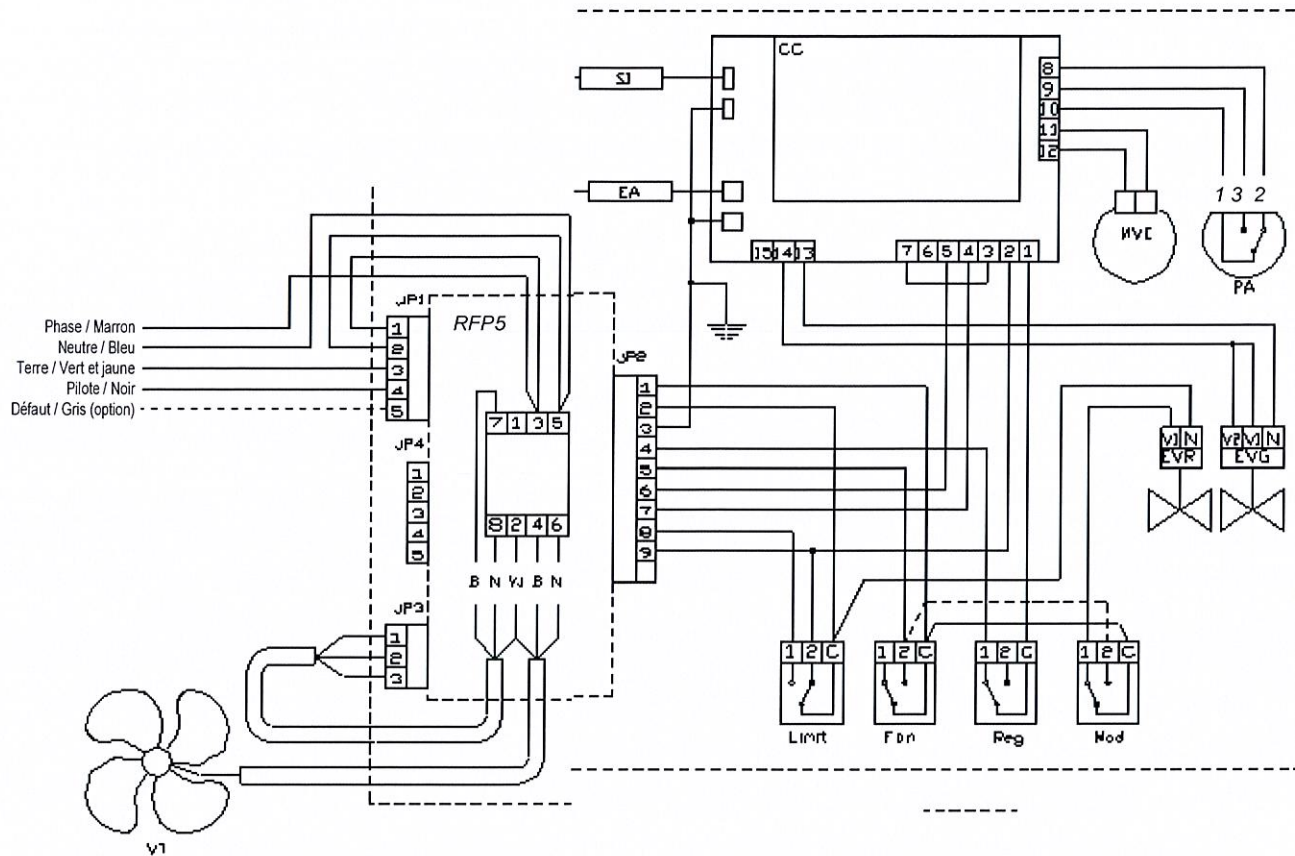 CC
SI
EA
8
9
10
11
12
1 3 2
MVC
PA
15 14 13
7 6 5 4 3 2 1
JP1
RFP5
Phase / Marron
Neutre / Bleu
Terre / Vert et jaune
Pilote / Noir
Défaut / Gris (option)
1
2
3
4
5
JP2
1
2
3
4
5
6
7
8
9
7 1 3 5
8 2 4 6
JP4
1
2
3
4
5
B N VJ B N
JP3
1
2
3
V1 N
EVR
V2 V1 N
EVG
1 2 C
1 2 C
1 2 C
1 2 C
Limit
Fan
Reg
Mod